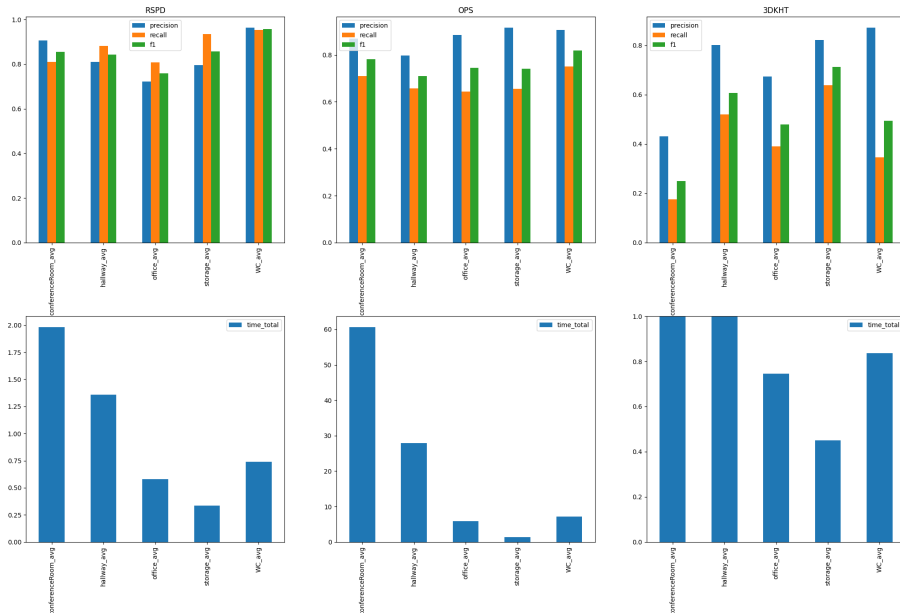 RSPD
OPS
3DKHT
1.0
0.8
0.6
0.4
0.2
0.0
precision
recall
f1
conferenceRoom_avg
hallway_avg
office_avg
storage_avg
WC_avg
0.8
0.6
0.4
0.2
0.0
precision
recall
f1
conferenceRoom_avg
hallway_avg
office_avg
storage_avg
WC_avg
0.8
0.6
0.4
0.2
0.0
precision
recall
f1
conferenceRoom_avg
hallway_avg
office_avg
storage_avg
WC_avg
2.00
1.75
1.50
1.25
1.00
0.75
0.50
0.25
0.00
time_total
conferenceRoom_avg
hallway_avg
office_avg
storage_avg
WC_avg
60
50
40
30
20
10
0
time_total
conferenceRoom_avg
hallway_avg
office_avg
storage_avg
WC_avg
1.0
0.8
0.6
0.4
0.2
0.0
time_total
conferenceRoom_avg
hallway_avg
office_avg
storage_avg
WC_avg